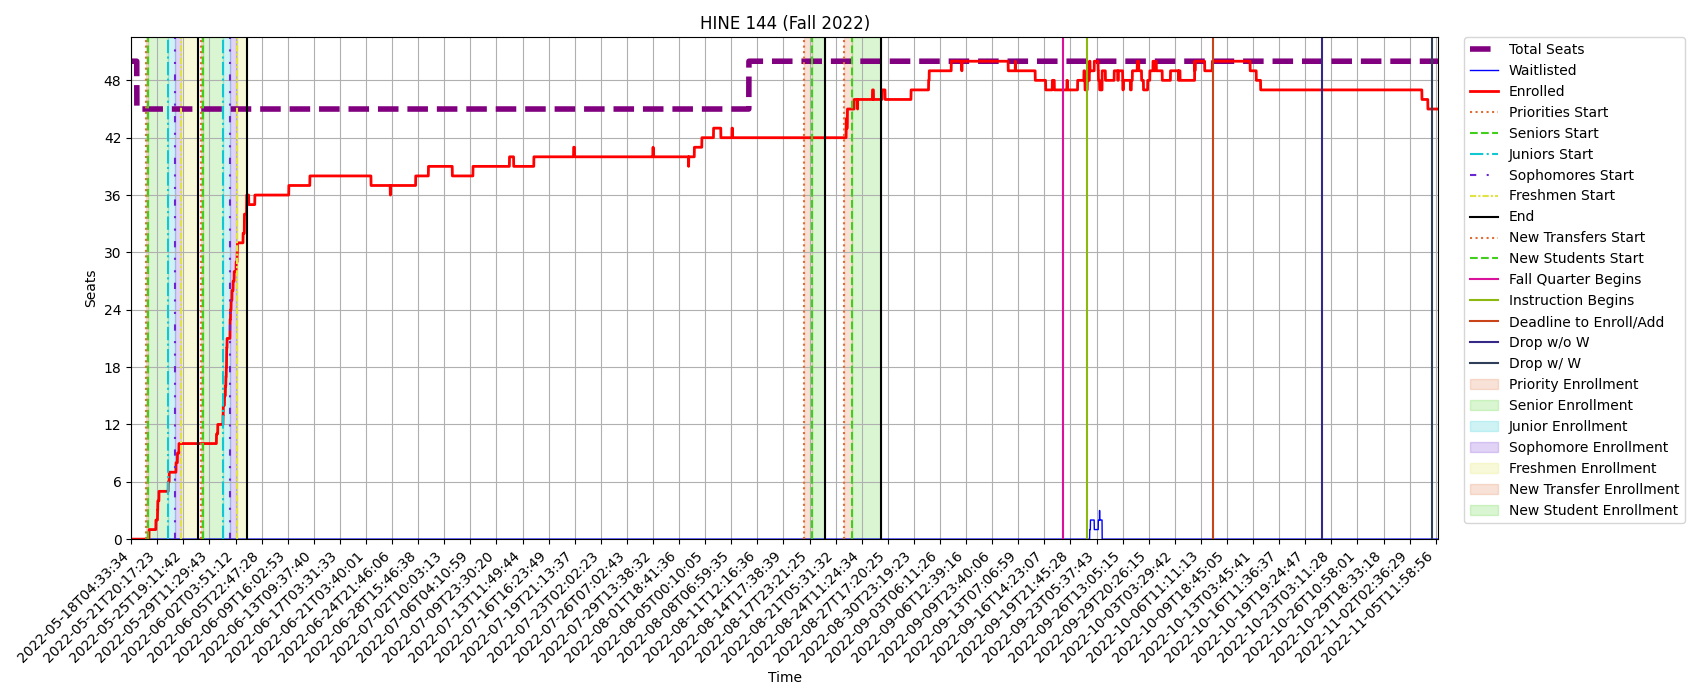 HINE 144 (Fall 2022)
Seats
48
42
36
30
24
18
12
6
0
2022-05-18T04:33:34
2022-05-21T20:17:23
2022-05-25T19:11:42
2022-05-29T11:29:43
2022-06-02T03:51:12
2022-06-05T22:47:28
2022-06-09T16:02:53
2022-06-13T09:37:40
2022-06-17T03:31:33
2022-06-21T03:40:01
2022-06-24T21:46:06
2022-06-28T15:46:38
2022-07-02T10:03:13
2022-07-06T04:10:59
2022-07-09T23:30:20
2022-07-13T11:49:44
2022-07-16T16:23:49
2022-07-19T21:13:37
2022-07-23T02:02:23
2022-07-26T07:02:43
2022-07-29T13:38:32
2022-08-01T18:41:36
2022-08-05T00:10:05
2022-08-08T06:59:35
2022-08-11T12:16:36
2022-08-14T17:38:39
2022-08-17T23:21:25
2022-08-21T05:31:32
2022-08-24T11:24:34
2022-08-27T17:20:25
2022-08-30T23:19:23
2022-09-03T06:11:26
2022-09-06T12:39:16
2022-09-09T23:40:06
2022-09-13T07:06:59
2022-09-16T14:23:07
2022-09-19T21:45:28
2022-09-23T05:37:43
2022-09-26T13:05:15
2022-09-29T20:26:15
2022-10-03T03:29:42
2022-10-06T11:11:13
2022-10-09T18:45:05
2022-10-13T03:45:41
2022-10-16T11:36:37
2022-10-19T19:24:47
2022-10-23T03:11:28
2022-10-26T10:58:01
2022-10-29T18:33:18
2022-11-02T02:36:29
2022-11-05T11:58:56
Time
Total Seats
Waitlisted
Enrolled
Priorities Start
Seniors Start
Juniors Start
Sophomores Start
Freshmen Start
End
New Transfers Start
New Students Start
Fall Quarter Begins
Instruction Begins
Deadline to Enroll/Add
Drop w/o W
Drop w/ W
Priority Enrollment
Senior Enrollment
Junior Enrollment
Sophomore Enrollment
Freshmen Enrollment
New Transfer Enrollment
New Student Enrollment